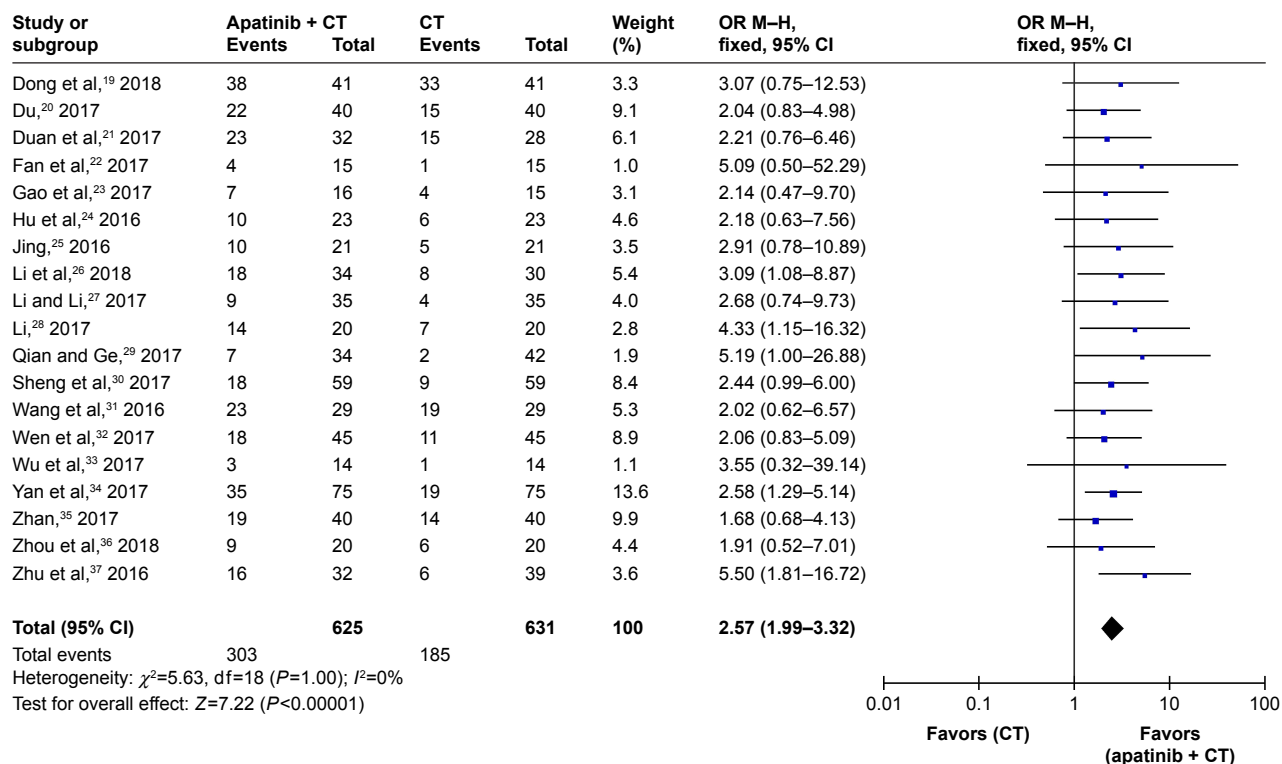 Study or subgroup Apatinib + CT Events Total CT Events Total Weight (%) OR M–H, fixed, 95% CI OR M–H, fixed, 95% CI
Dong et al,¹⁹ 2018 38 41 33 41 3.3 3.07 (0.75–12.53)
Du,²⁰ 2017 22 40 15 40 9.1 2.04 (0.83–4.98)
Duan et al,²¹ 2017 23 32 15 28 6.1 2.21 (0.76–6.46)
Fan et al,²² 2017 4 15 1 15 1.0 5.09 (0.50–52.29)
Gao et al,²³ 2017 7 16 4 15 3.1 2.14 (0.47–9.70)
Hu et al,²⁴ 2016 10 23 6 23 4.6 2.18 (0.63–7.56)
Jing,²⁵ 2016 10 21 5 21 3.5 2.91 (0.78–10.89)
Li et al,²⁶ 2018 18 34 8 30 5.4 3.09 (1.08–8.87)
Li and Li,²⁷ 2017 9 35 4 35 4.0 2.68 (0.74–9.73)
Li,²⁸ 2017 14 20 7 20 2.8 4.33 (1.15–16.32)
Qian and Ge,²⁹ 2017 7 34 2 42 1.9 5.19 (1.00–26.88)
Sheng et al,³⁰ 2017 18 59 9 59 8.4 2.44 (0.99–6.00)
Wang et al,³¹ 2016 23 29 19 29 5.3 2.02 (0.62–6.57)
Wen et al,³² 2017 18 45 11 45 8.9 2.06 (0.83–5.09)
Wu et al,³³ 2017 3 14 1 14 1.1 3.55 (0.32–39.14)
Yan et al,³⁴ 2017 35 75 19 75 13.6 2.58 (1.29–5.14)
Zhan,³⁵ 2017 19 40 14 40 9.9 1.68 (0.68–4.13)
Zhou et al,³⁶ 2018 9 20 6 20 4.4 1.91 (0.52–7.01)
Zhu et al,³⁷ 2016 16 32 6 39 3.6 5.50 (1.81–16.72)
Total (95% CI) 625 631 100 2.57 (1.99–3.32)
Total events 303 185
Heterogeneity: χ²=5.63, df=18 (P=1.00); I²=0%
Test for overall effect: Z=7.22 (P<0.00001)
0.01 0.1 1 10 100
Favors (CT) Favors (apatinib + CT)